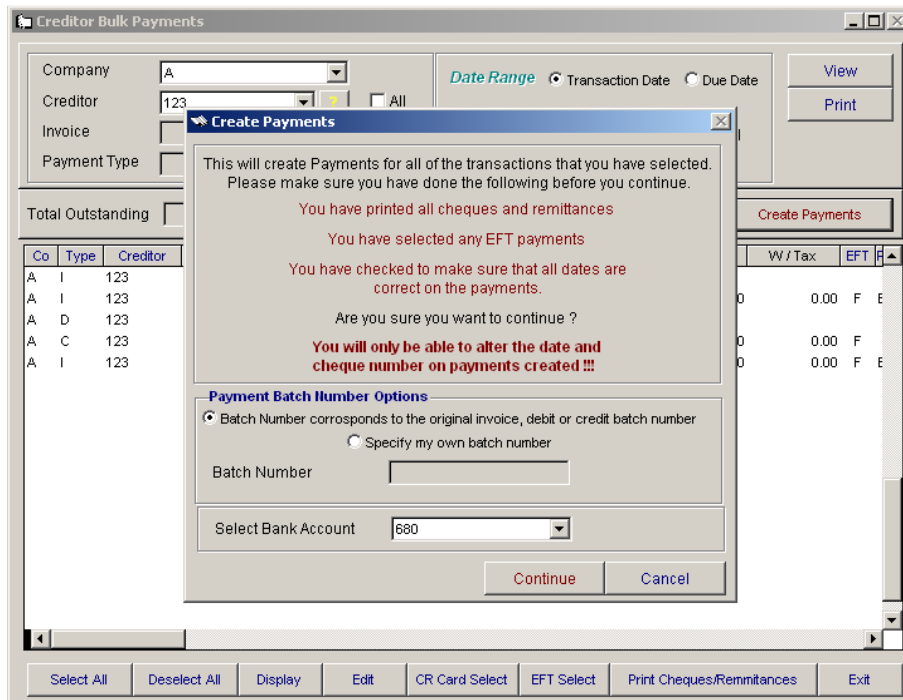 Creditor Bulk Payments
Company A
Date Range Transaction Date Due Date
View
Creditor 123 ? All
Print
Invoice
Payment Type
Create Payments
This will create Payments for all of the transactions that you have selected.
Please make sure you have done the following before you continue.
You have printed all cheques and remittances
You have selected any EFT payments
You have checked to make sure that all dates are
correct on the payments.
Are you sure you want to continue ?
You will only be able to alter the date and
cheque number on payments created !!!
Payment Batch Number Options
Batch Number corrosponds to the original invoice, debit or credit batch number
Specify my own batch number
Batch Number
Select Bank Account 680
Continue Cancel
Total Outstanding
Create Payments
Co Type Creditor W / Tax EFT
A I 123
A I 123 0 0.00 F
A D 123
A C 123 0 0.00 F
A I 123 0 0.00 F
Select All Deselect All Display Edit CR Card Select EFT Select Print Cheques/Remmitances Exit